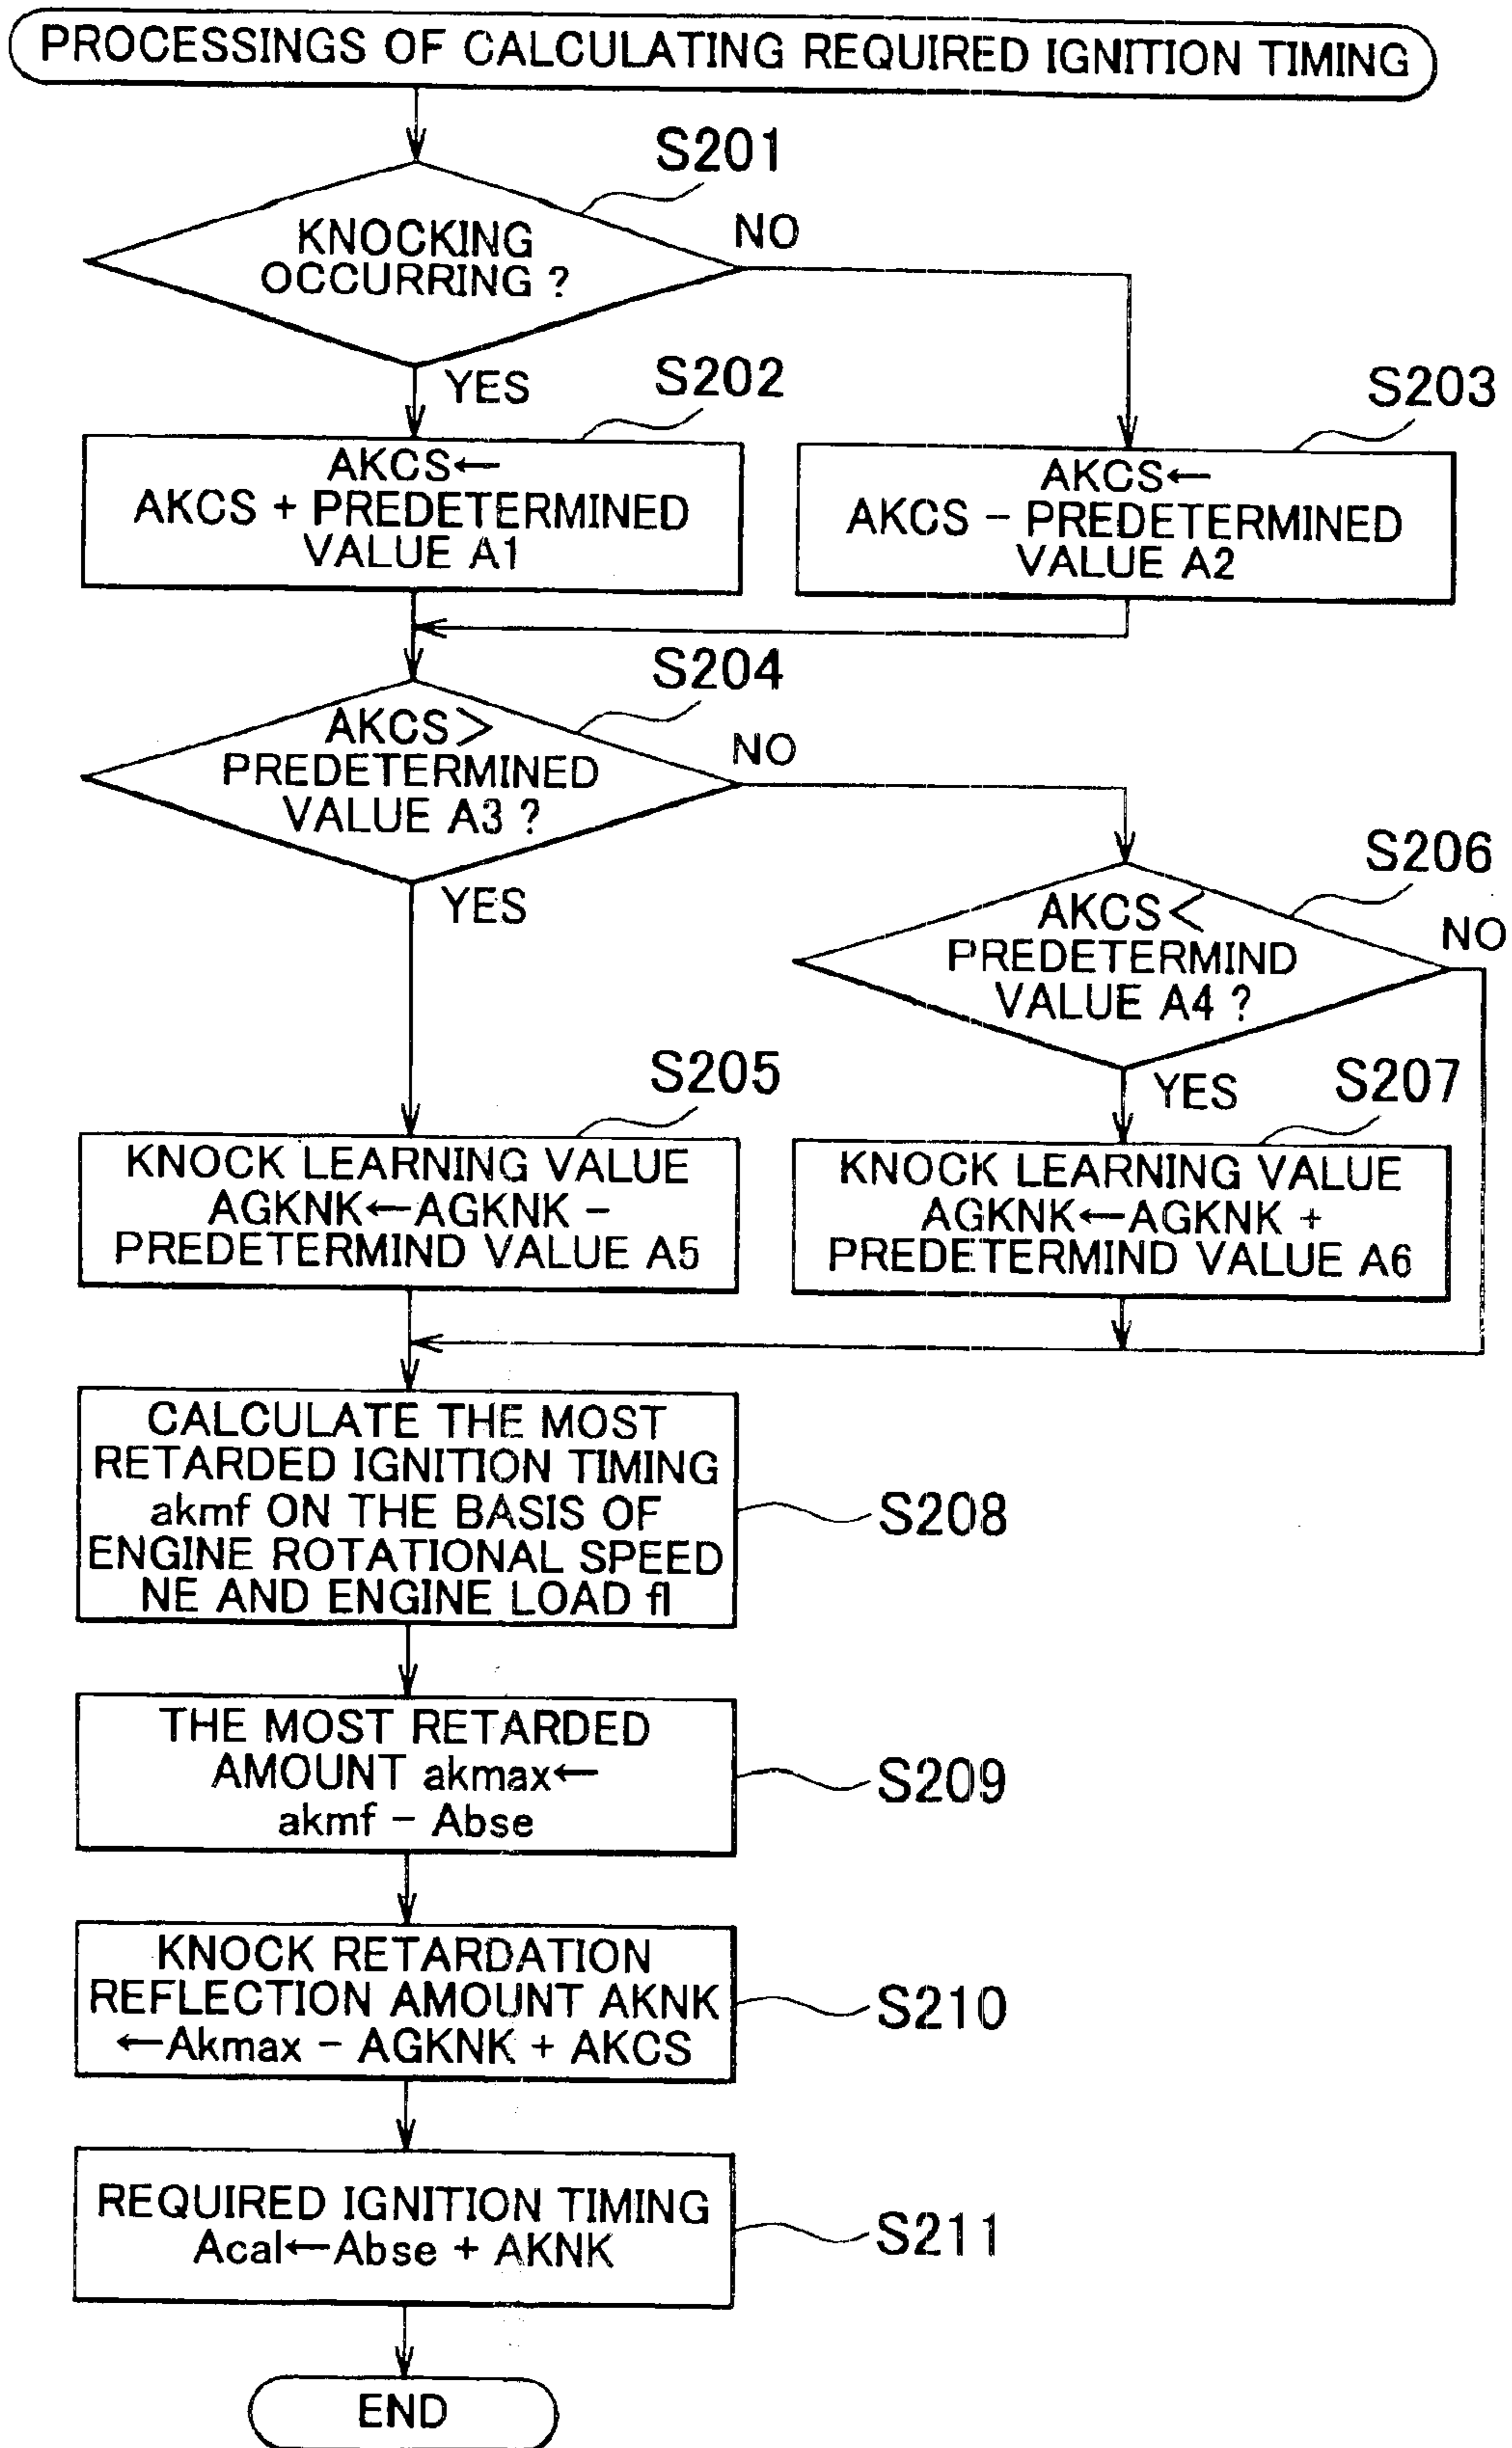 PROCESSINGS OF CALCULATING REQUIRED IGNITION TIMING
S201
KNOCKING
OCCURRING ?
NO
YES
S202
AKCS←
AKCS + PREDETERMINED
VALUE A1
S203
AKCS←
AKCS − PREDETERMINED
VALUE A2
S204
AKCS>
PREDETERMINED
VALUE A3 ?
NO
YES
S206
AKCS<
PREDETERMIND
VALUE A4 ?
NO
YES
S205
KNOCK LEARNING VALUE
AGKNK←AGKNK −
PREDETERMIND VALUE A5
S207
KNOCK LEARNING VALUE
AGKNK←AGKNK +
PREDETERMIND VALUE A6
CALCULATE THE MOST
RETARDED IGNITION TIMING
akmf ON THE BASIS OF
ENGINE ROTATIONAL SPEED
NE AND ENGINE LOAD fl
S208
THE MOST RETARDED
AMOUNT akmax←
akmf − Abse
S209
KNOCK RETARDATION
REFLECTION AMOUNT AKNK
←Akmax − AGKNK + AKCS
S210
REQUIRED IGNITION TIMING
Acal←Abse + AKNK
S211
END